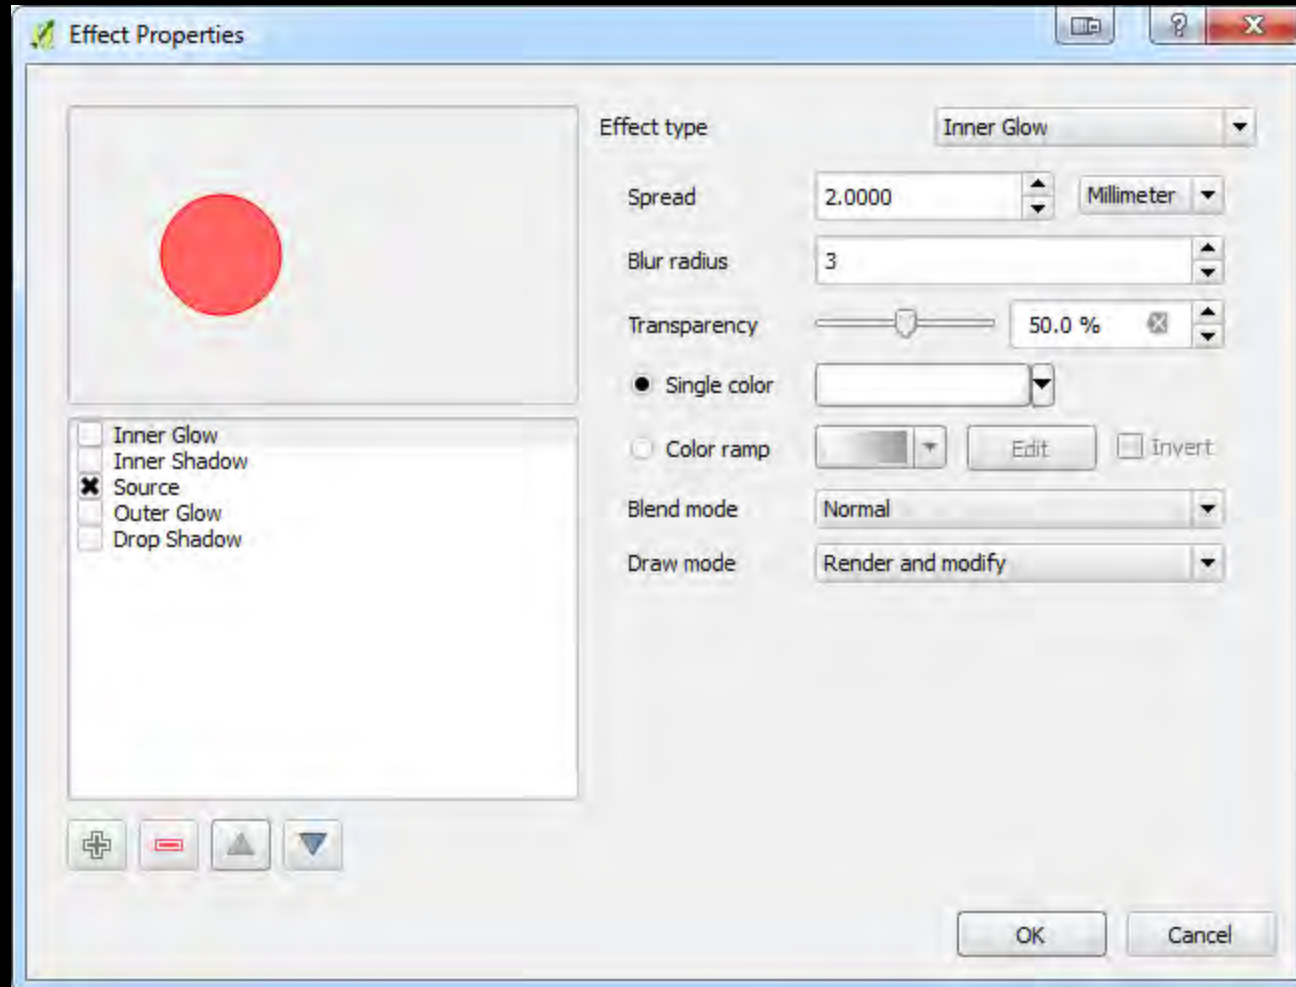 Effect Properties
Effect type Inner Glow
Spread 2.0000 Millimeter
Blur radius 3
Transparency 50.0 %
Single color
Color ramp Edit Invert
Blend mode Normal
Draw mode Render and modify
Inner Glow
Inner Shadow
Source
Outer Glow
Drop Shadow
OK Cancel